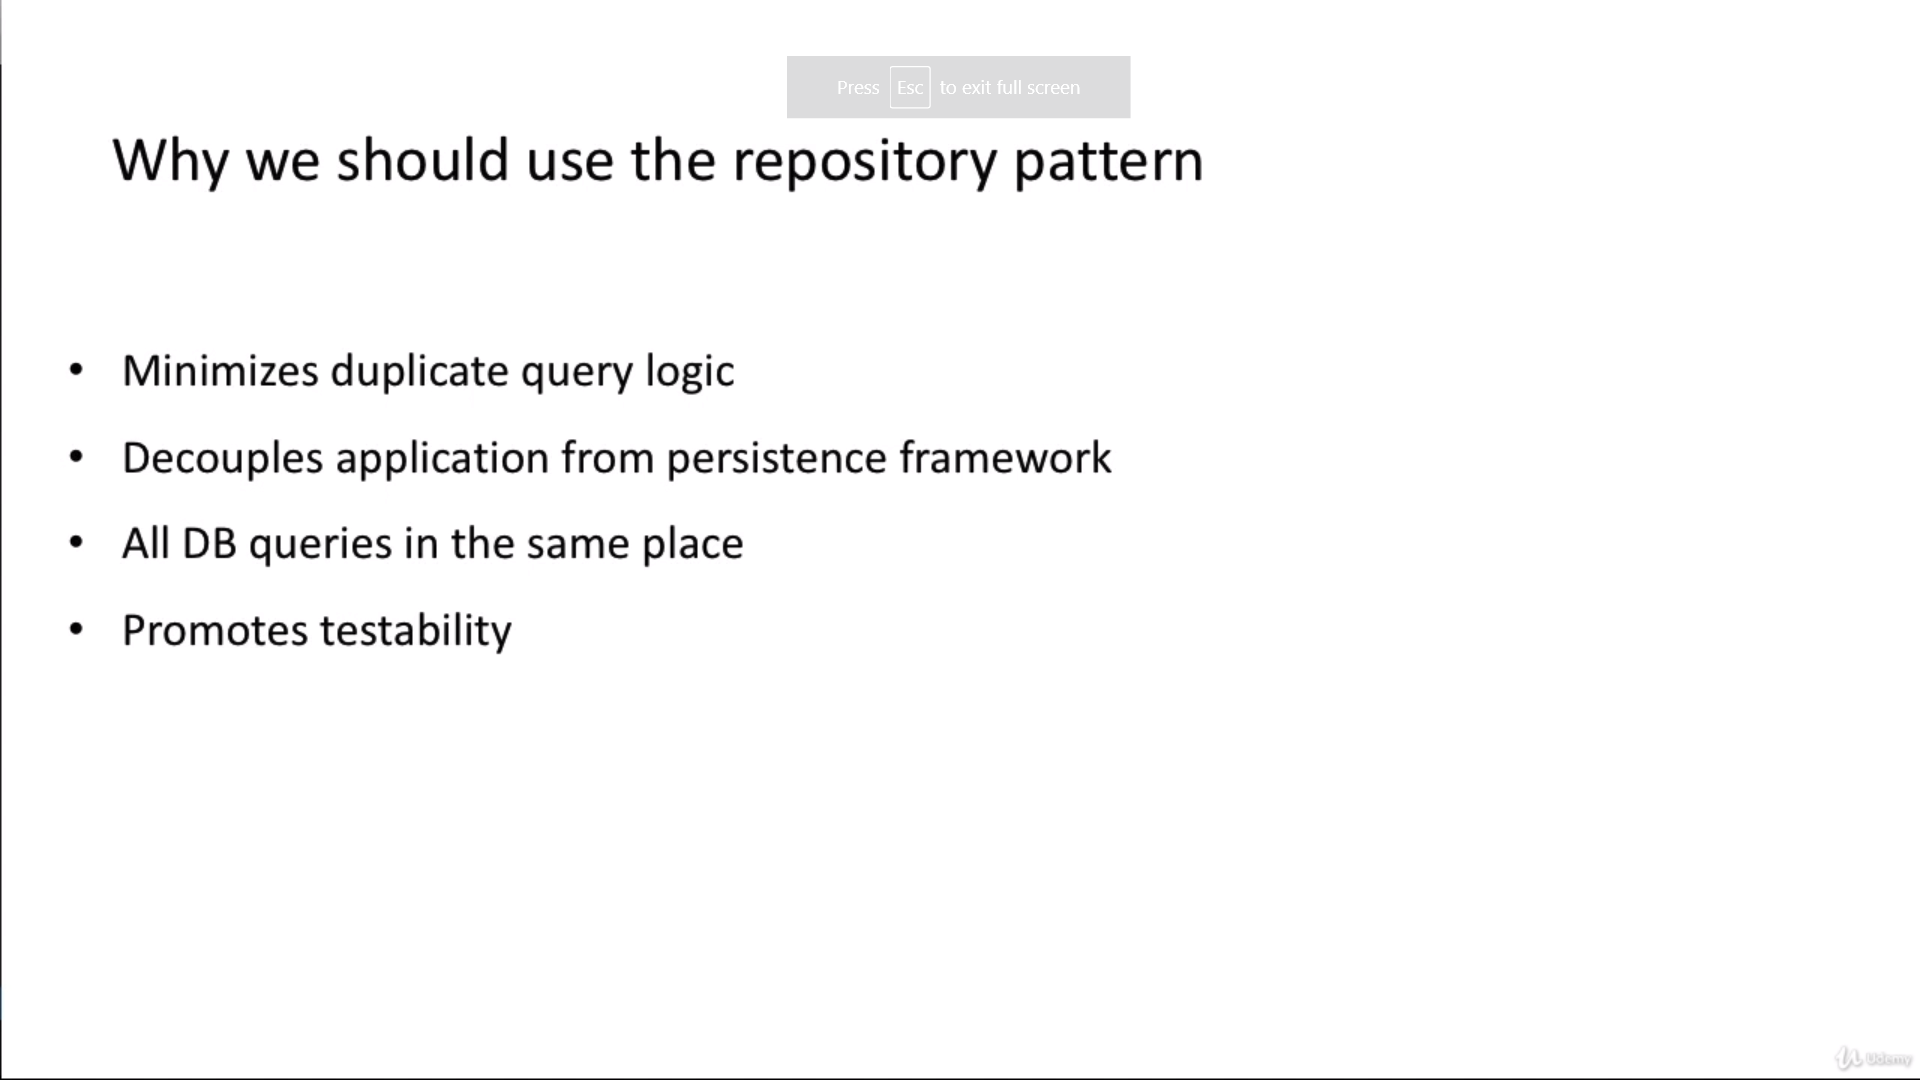 Press Esc to exit full screen
Why we should use the repository pattern
• Minimizes duplicate query logic
• Decouples application from persistence framework
• All DB queries in the same place
• Promotes testability
Udemy